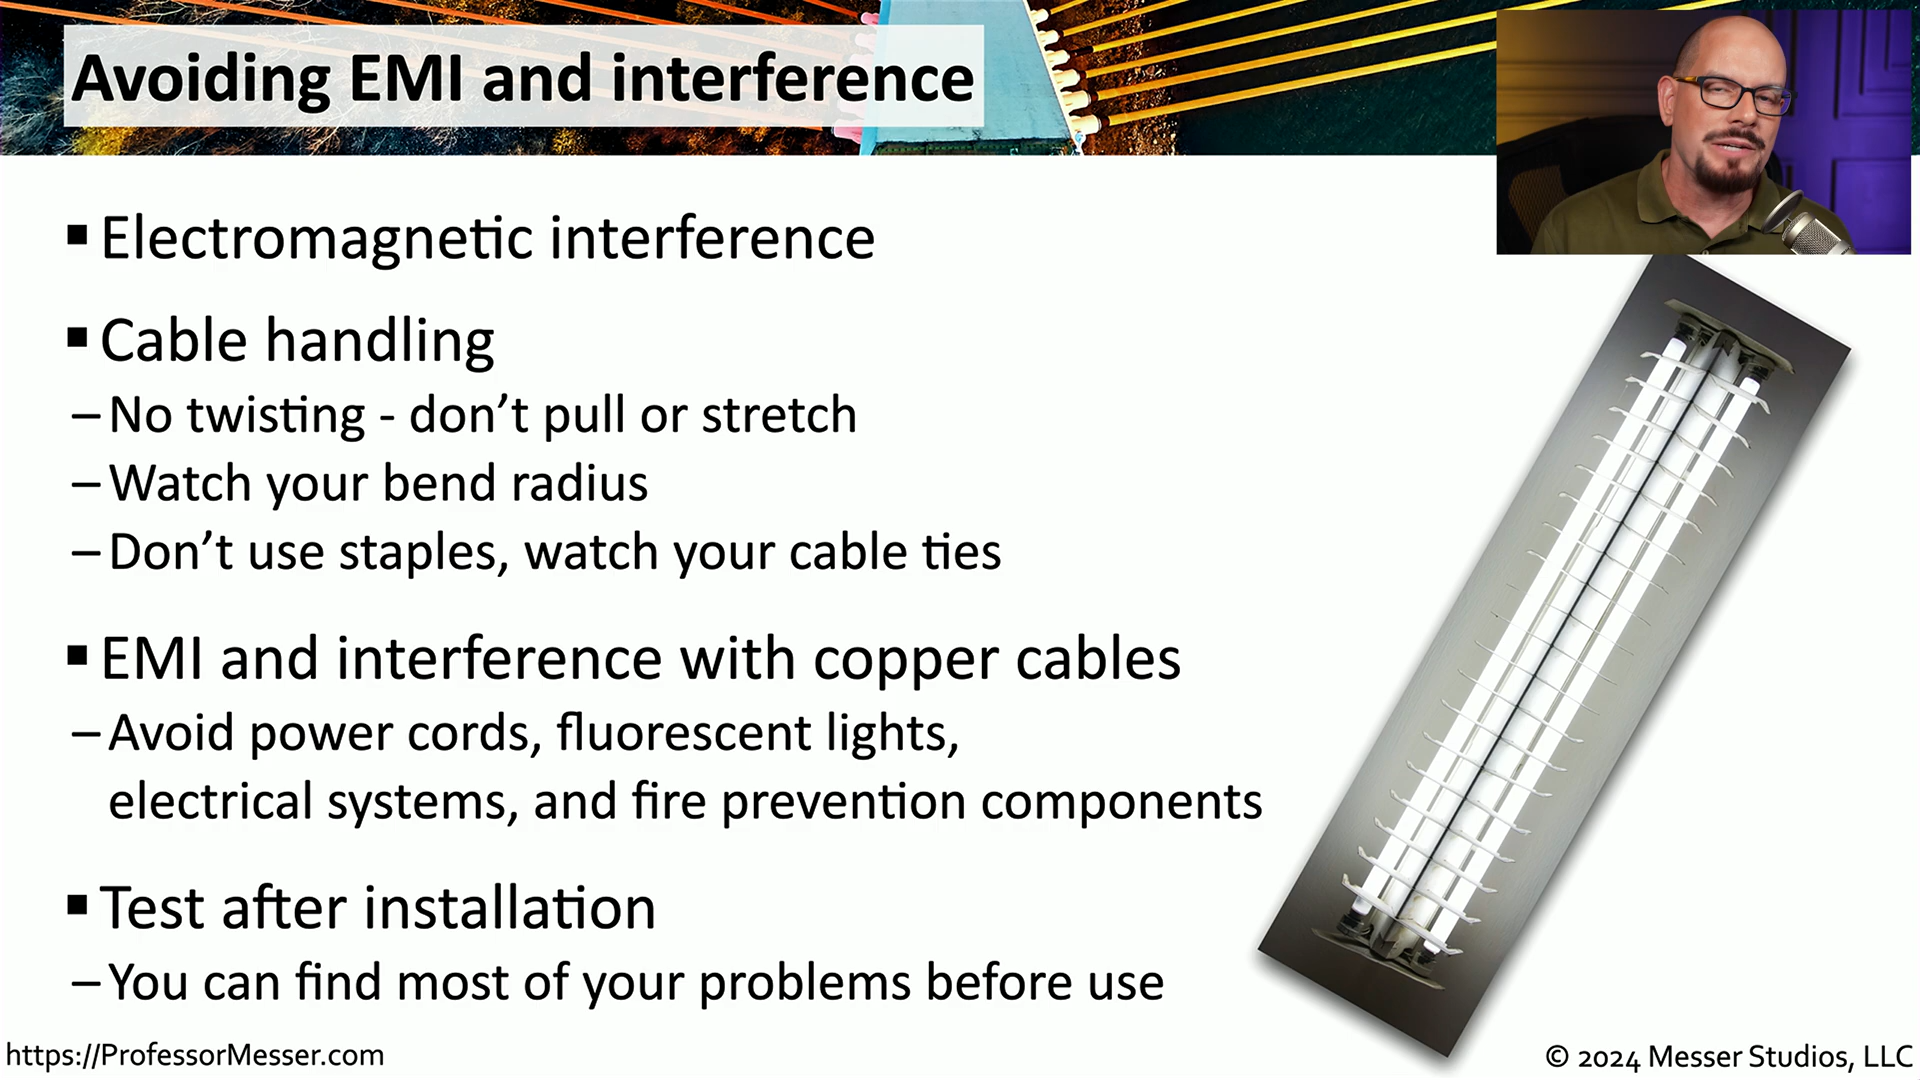 Avoiding EMI and interference
▪ Electromagnetic interference
▪ Cable handling
– No twisting - don’t pull or stretch
– Watch your bend radius
– Don’t use staples, watch your cable ties
▪ EMI and interference with copper cables
– Avoid power cords, fluorescent lights,
electrical systems, and fire prevention components
▪ Test after installation
– You can find most of your problems before use
https://ProfessorMesser.com
© 2024 Messer Studios, LLC